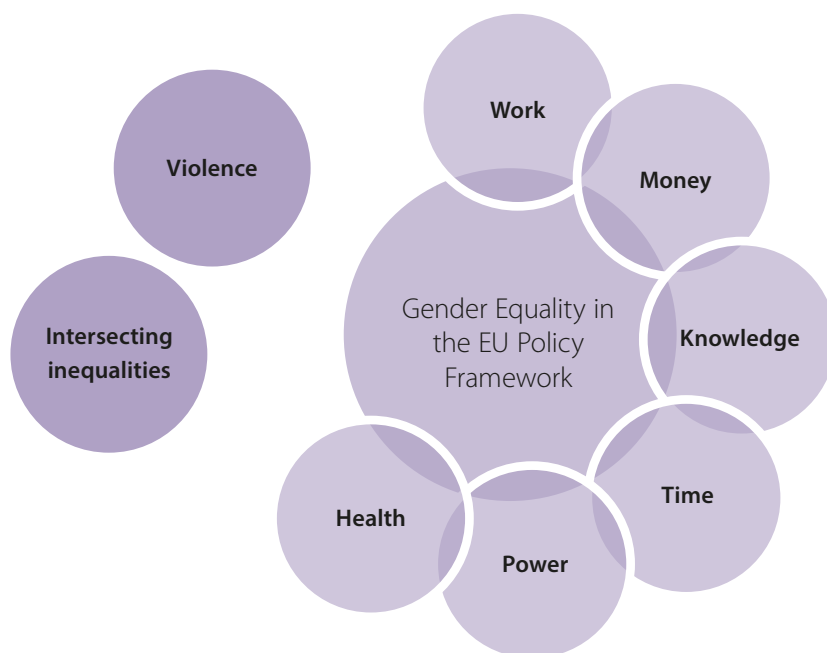 Work
Violence
Money
Gender Equality in
the EU Policy
Framework
Knowledge
Intersecting
inequalities
Time
Health
Power